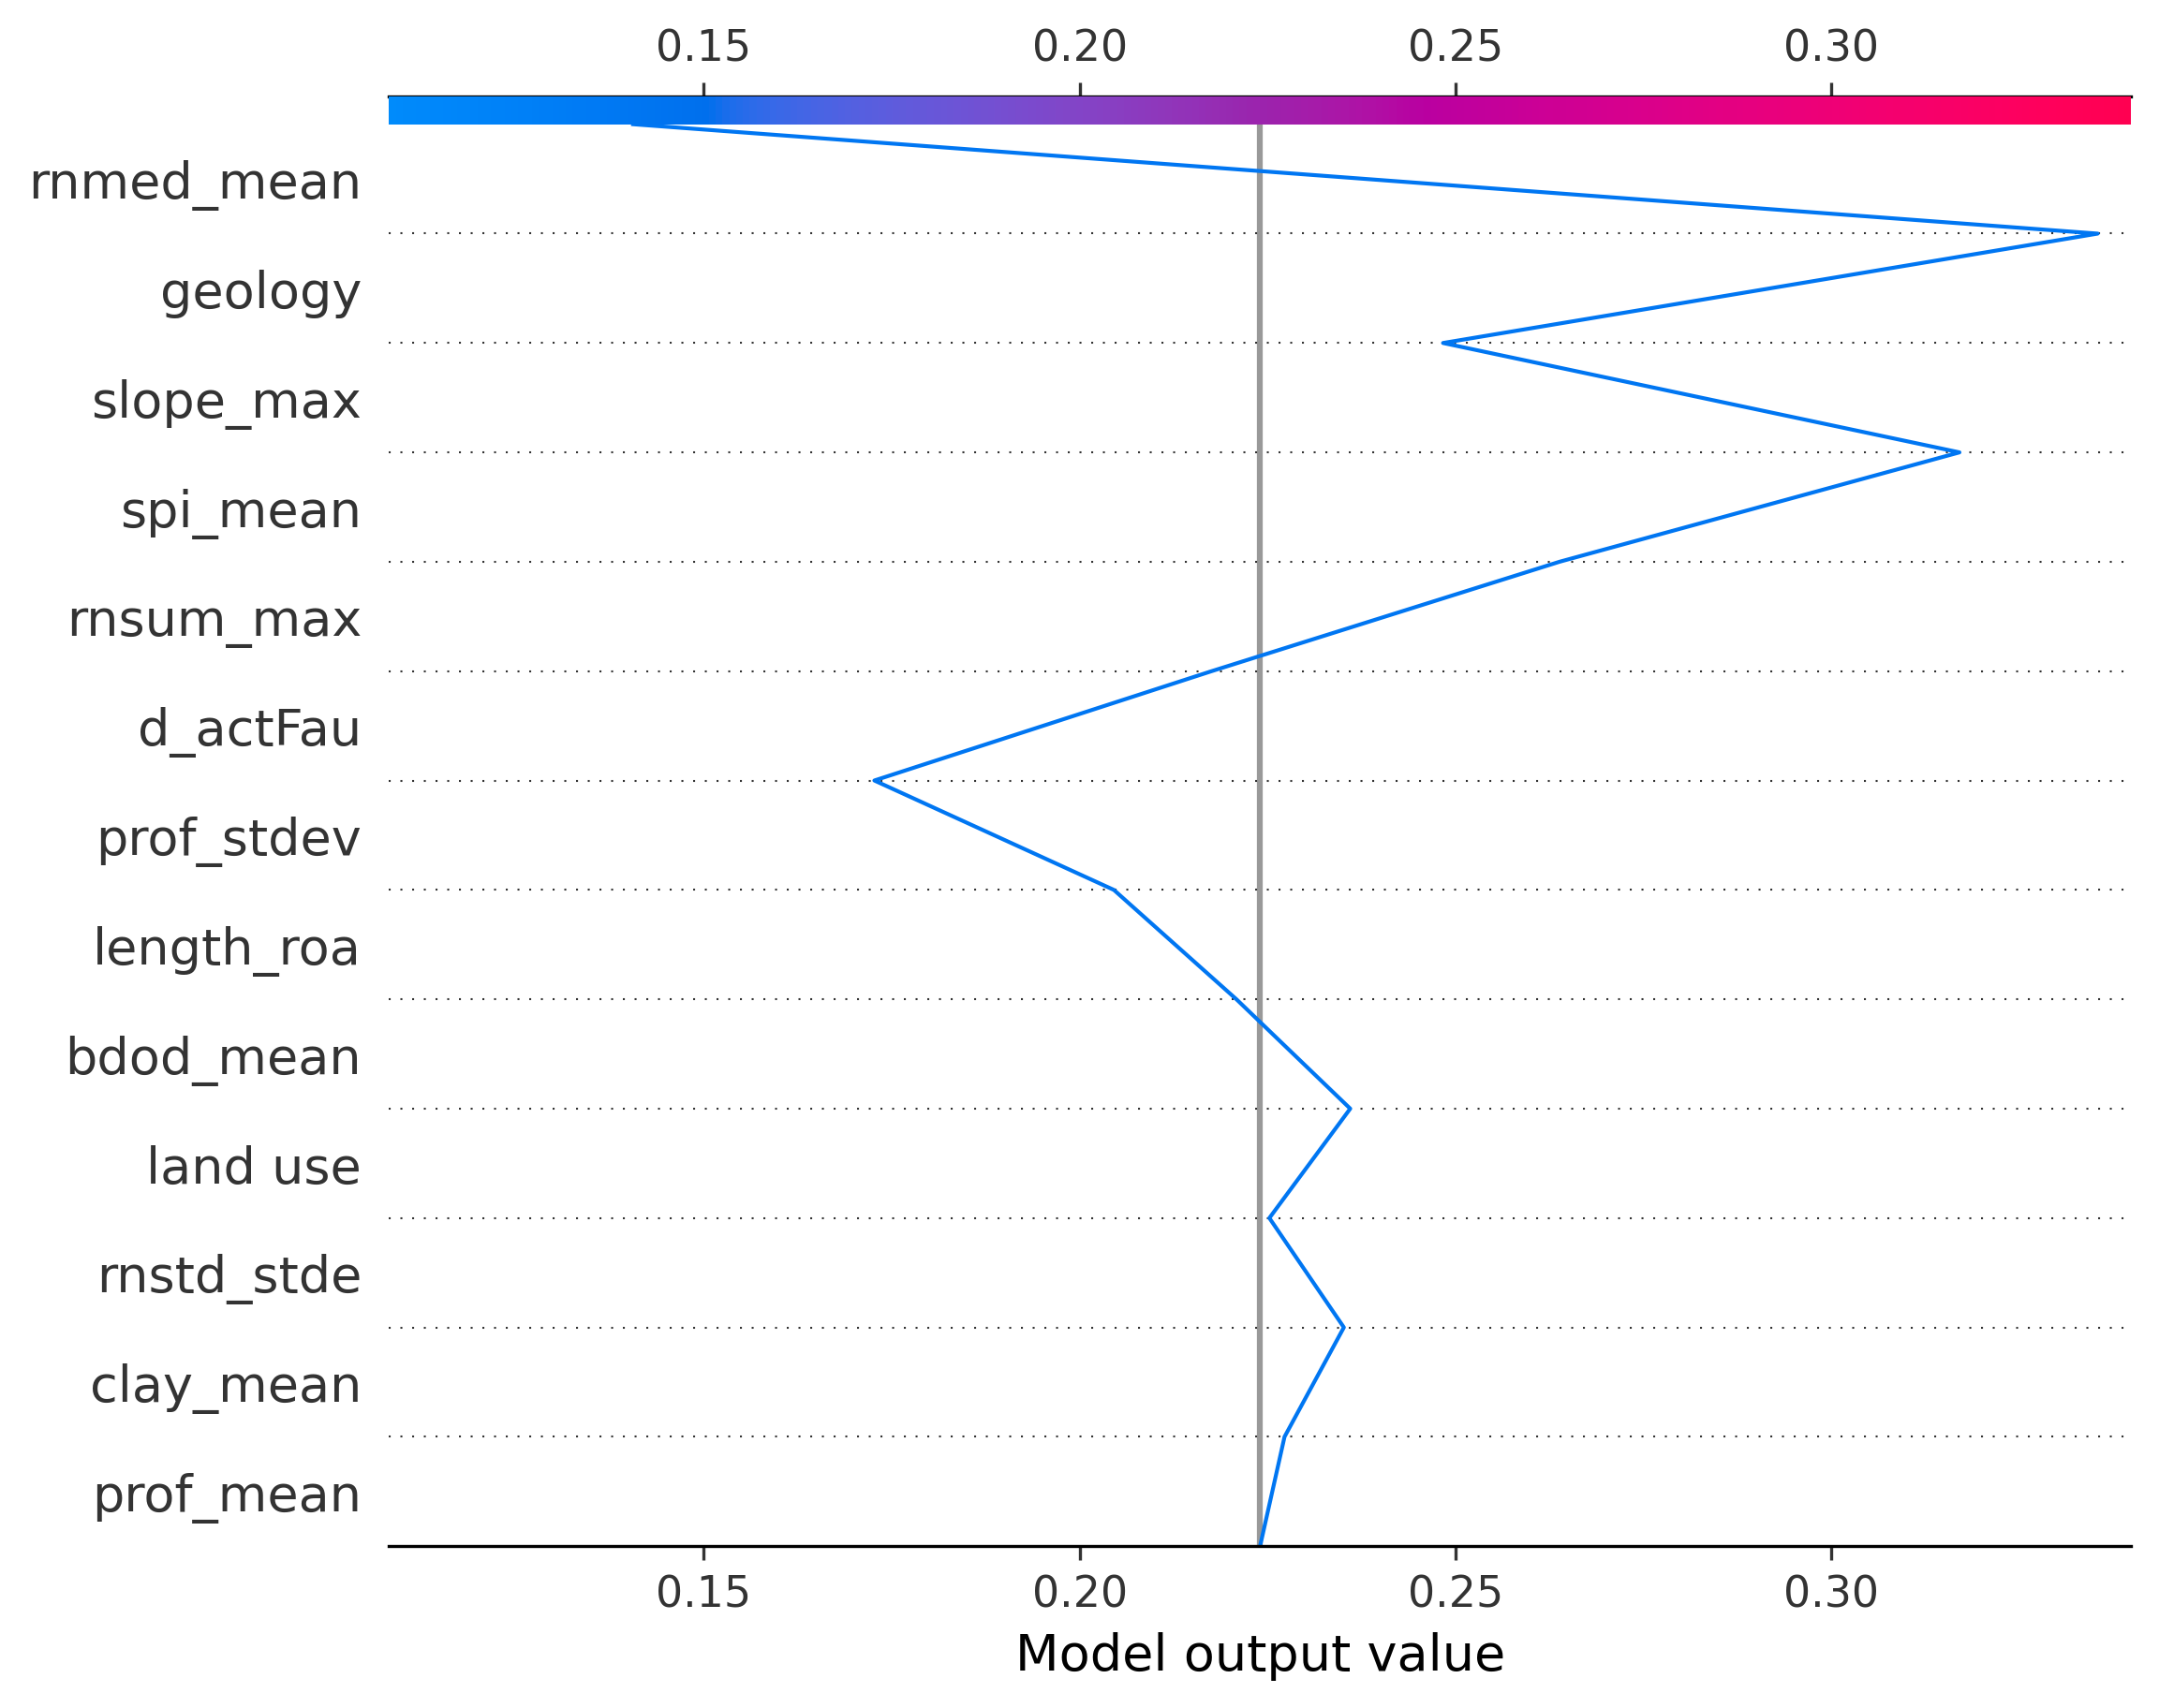 0.15 0.20 0.25 0.30
rnmed_mean
geology
slope_max
spi_mean
rnsum_max
d_actFau
prof_stdev
length_roa
bdod_mean
land use
rnstd_stde
clay_mean
prof_mean
0.15 0.20 0.25 0.30
Model output value